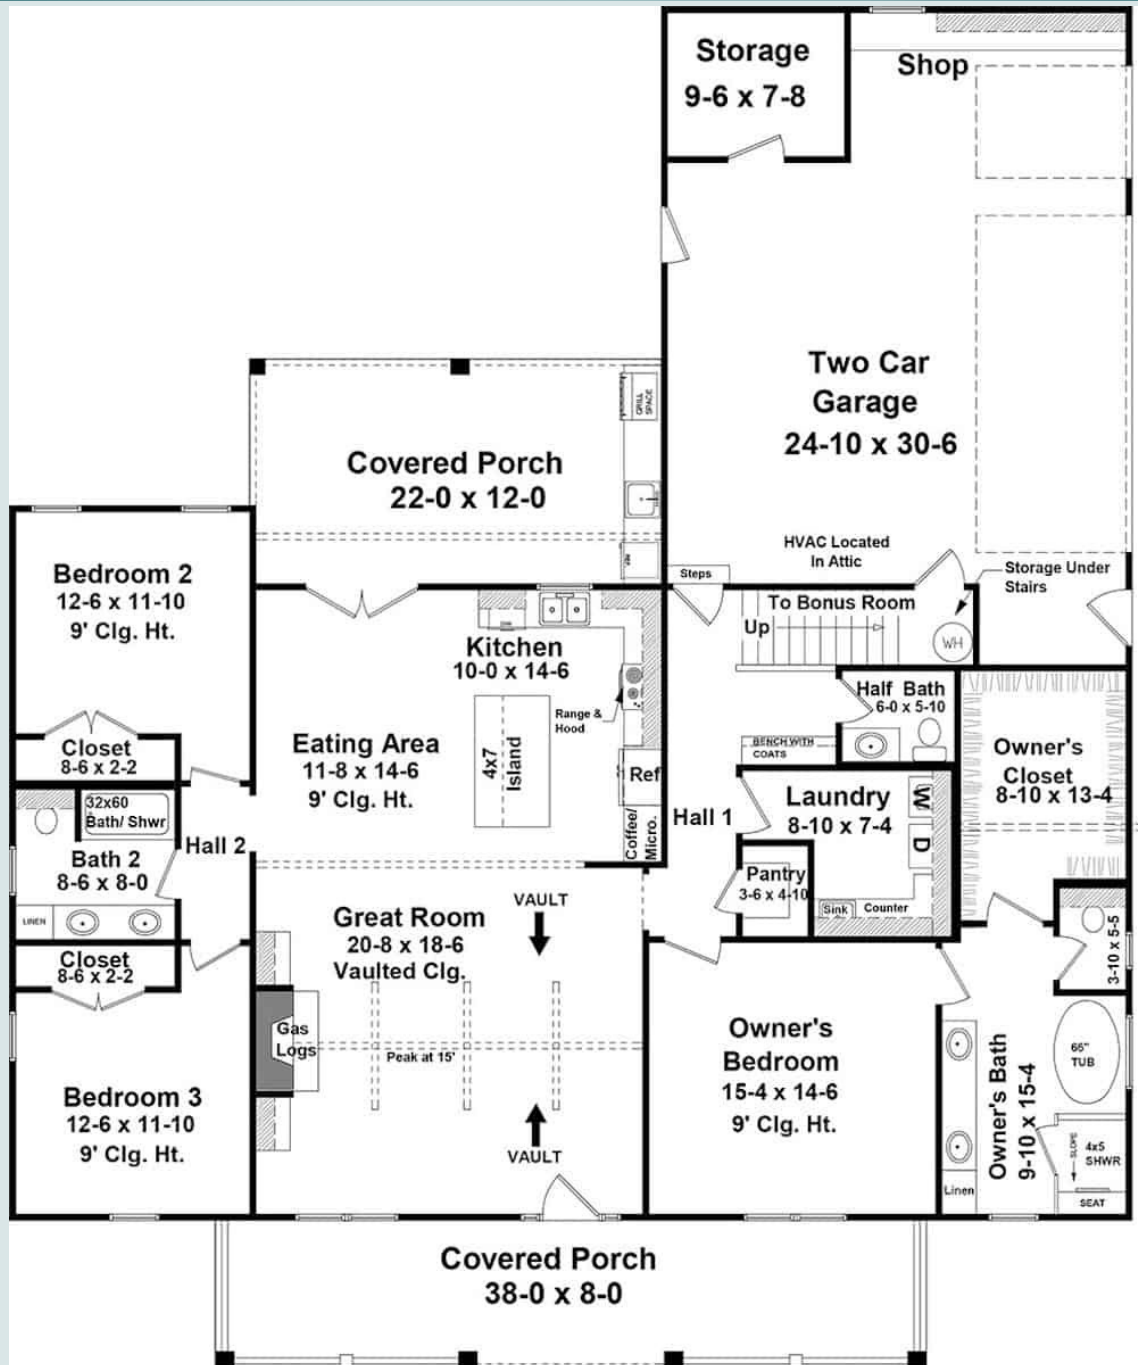 Storage
9-6 x 7-8
Shop
Two Car
Garage
24-10 x 30-6
GRILL
SPACE
Covered Porch
22-0 x 12-0
REF
HVAC Located
In Attic
Steps
Storage Under
Stairs
Bedroom 2
12-6 x 11-10
9' Clg. Ht.
To Bonus Room
Up
WH
Kitchen
10-0 x 14-6
Range &
Hood
4x7
Island
Half Bath
6-0 x 5-10
Owner's
Closet
8-10 x 13-4
Closet
8-6 x 2-2
Eating Area
11-8 x 14-6
9' Clg. Ht.
BENCH WITH
COATS
Ref
32x60
Bath/ Shwr
Laundry
8-10 x 7-4
W
D
Hall 1
Coffee/
Micro.
Hall 2
Bath 2
8-6 x 8-0
Pantry
3-6 x 4-10
VAULT
LINEN
Sink
Counter
Great Room
20-8 x 18-6
Vaulted Clg.
Closet
8-6 x 2-2
3-10 x 5-5
Gas
Logs
Peak at 15'
Owner's
Bedroom
15-4 x 14-6
9' Clg. Ht.
66"
TUB
Owner's Bath
9-10 x 15-4
Bedroom 3
12-6 x 11-10
9' Clg. Ht.
VAULT
SLOPE
4x5
SHWR
Linen
SEAT
Covered Porch
38-0 x 8-0